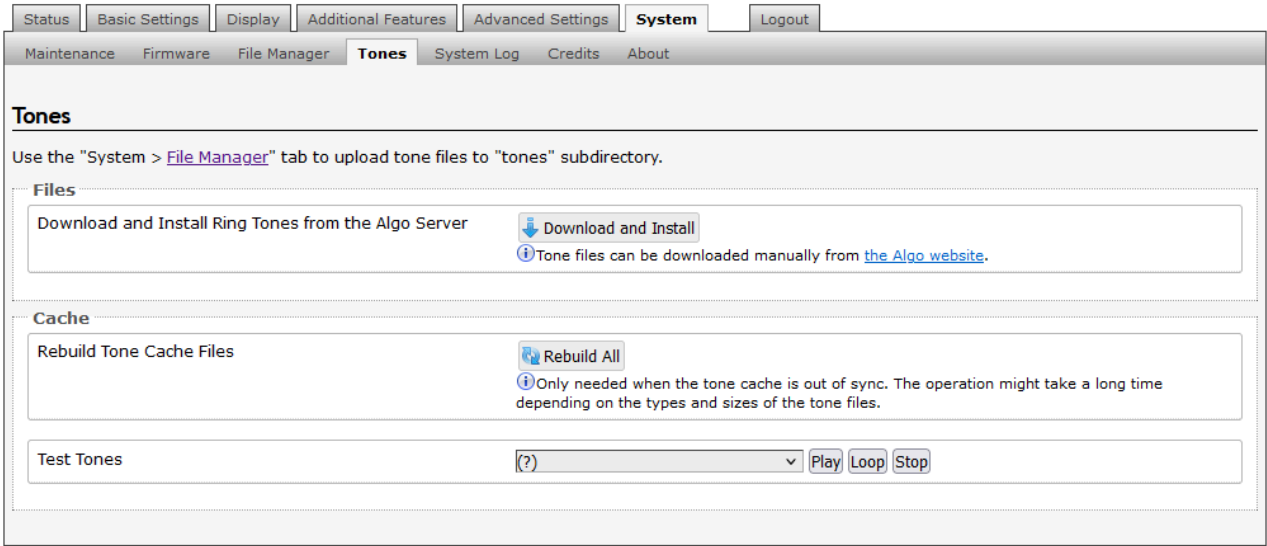 Status Basic Settings Display Additional Features Advanced Settings System Logout
Maintenance Firmware File Manager Tones System Log Credits About
Tones
Use the "System > File Manager" tab to upload tone files to "tones" subdirectory.
Files
Download and Install Ring Tones from the Algo Server Download and Install
Tone files can be downloaded manually from the Algo website.
Cache
Rebuild Tone Cache Files Rebuild All
Only needed when the tone cache is out of sync. The operation might take a long time
depending on the types and sizes of the tone files.
Test Tones (?) Play Loop Stop